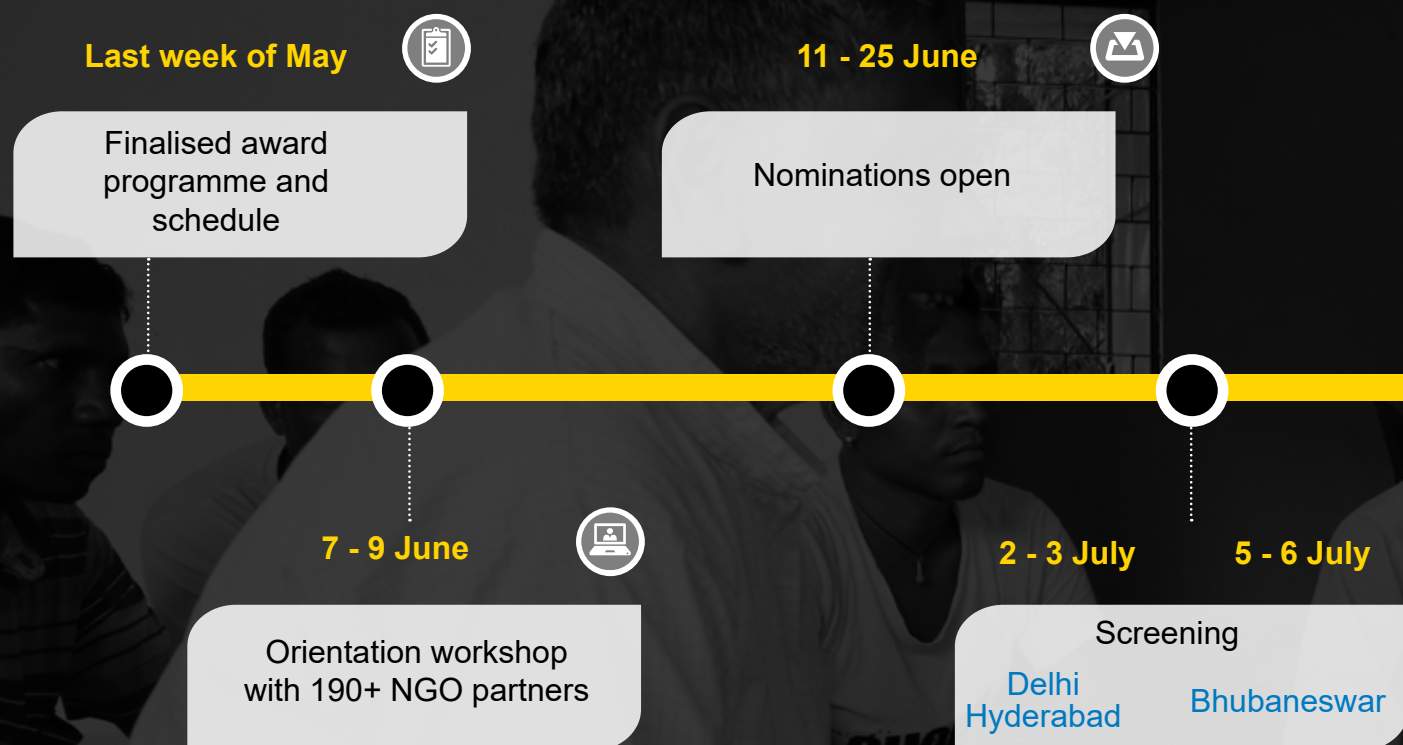 Last week of May
Finalised award
programme and
schedule
11 - 25 June
Nominations open
7 - 9 June
Orientation workshop
with 190+ NGO partners
2 - 3 July
5 - 6 July
Screening
Delhi
Hyderabad
Bhubaneswar